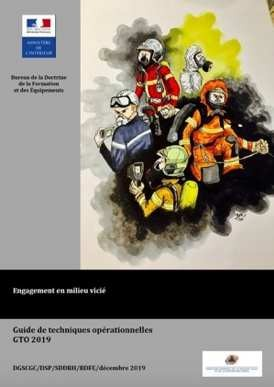 MINISTÈRE
DE
L'INTÉRIEUR
Bureau de la Doctrine
de la Formation
et des Équipements
Engagement en milieu vicié
Guide de techniques opérationnelles
GTO 2019
DGSCGC/DSP/SDDRH/BDFE/décembre 2019